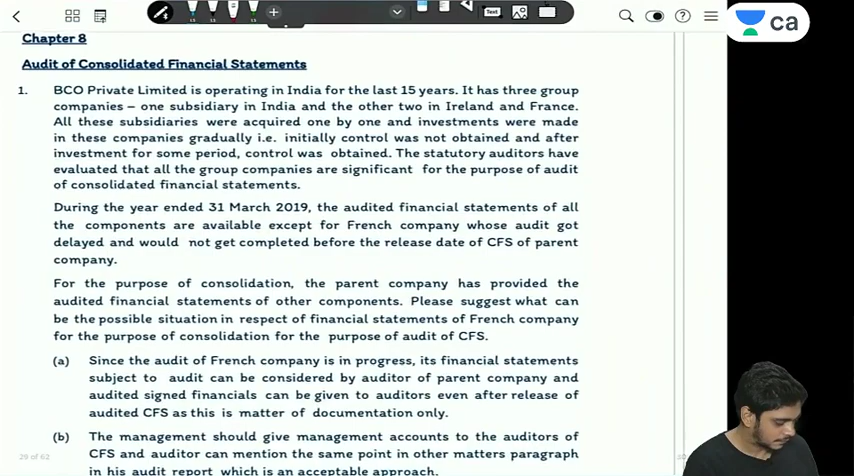 Text
ca
Chapter 8
Audit of Consolidated Financial Statements
1. BCO Private Limited is operating in India for the last 15 years. It has three group
companies – one subsidiary in India and the other two in Ireland and France.
All these subsidiaries were acquired one by one and investments were made
in these companies gradually i.e. initially control was not obtained and after
investment for some period, control was obtained. The statutory auditors have
evaluated that all the group companies are significant for the purpose of audit
of consolidated financial statements.
During the year ended 31 March 2019, the audited financial statements of all
the components are available except for French company whose audit got
delayed and would not get completed before the release date of CFS of parent
company.
For the purpose of consolidation, the parent company has provided the
audited financial statements of other components. Please suggest what can
be the possible situation in respect of financial statements of French company
for the purpose of consolidation for the purpose of audit of CFS.
(a) Since the audit of French company is in progress, its financial statements
subject to audit can be considered by auditor of parent company and
audited signed financials can be given to auditors even after release of
audited CFS as this is matter of documentation only.
(b) The management should give management accounts to the auditors of
CFS and auditor can mention the same point in other matters paragraph
in his audit report which is an acceptable approach.
29 of 62